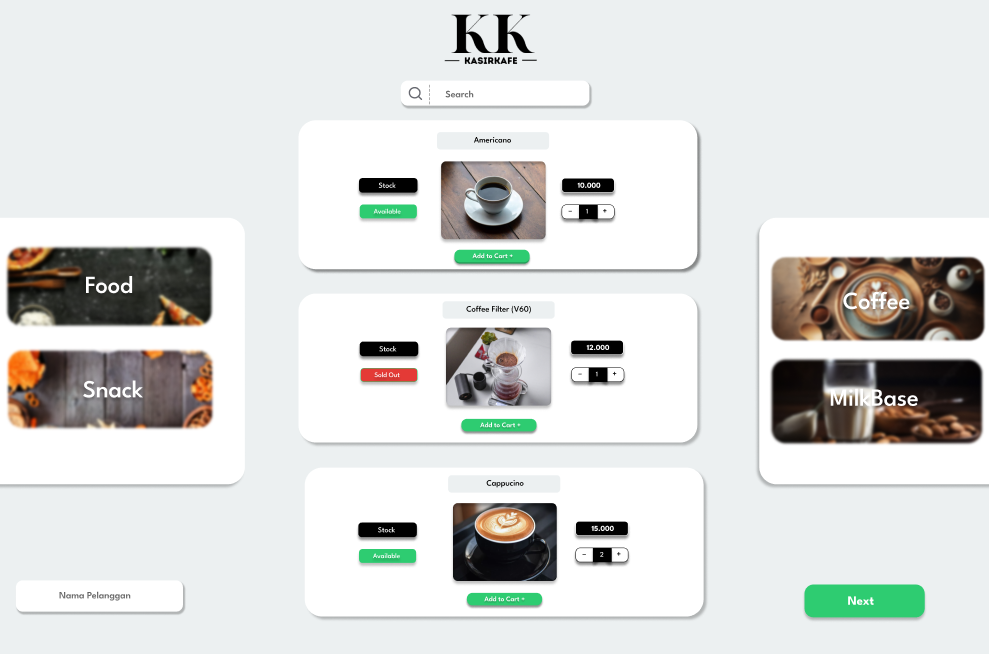 KK
KASIRKAFE
Search
Americano
Stock
10.000
Available
- 1 +
Add to Cart +
Food
Snack
Coffee
MilkBase
Coffee Filter (V60)
Stock
12.000
Sold Out
- 1 +
Add to Cart +
Cappucino
Stock
15.000
Available
- 2 +
Add to Cart +
Nama Pelanggan
Next